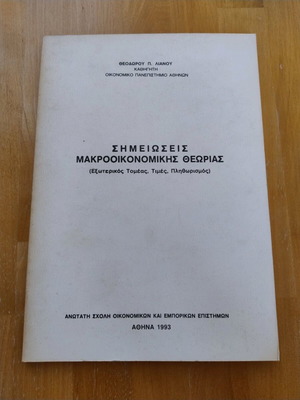 ΘΕΟΔΩΡΟΥ Π. ΛΙΑΝΟΥ
ΚΑΘΗΓΗΤΗ
ΟΙΚΟΝΟΜΙΚΟ ΠΑΝΕΠΙΣΤΗΜΙΟ ΑΘΗΝΩΝ
ΣΗΜΕΙΩΣΕΙΣ
ΜΑΚΡΟΟΙΚΟΝΟΜΙΚΗΣ ΘΕΩΡΙΑΣ
(Εξωτερικός Τομέας, Τιμές, Πληθωρισμός)
ΑΝΩΤΑΤΗ ΣΧΟΛΗ ΟΙΚΟΝΟΜΙΚΩΝ ΚΑΙ ΕΜΠΟΡΙΚΩΝ ΕΠΙΣΤΗΜΩΝ
ΑΘΗΝΑ 1993